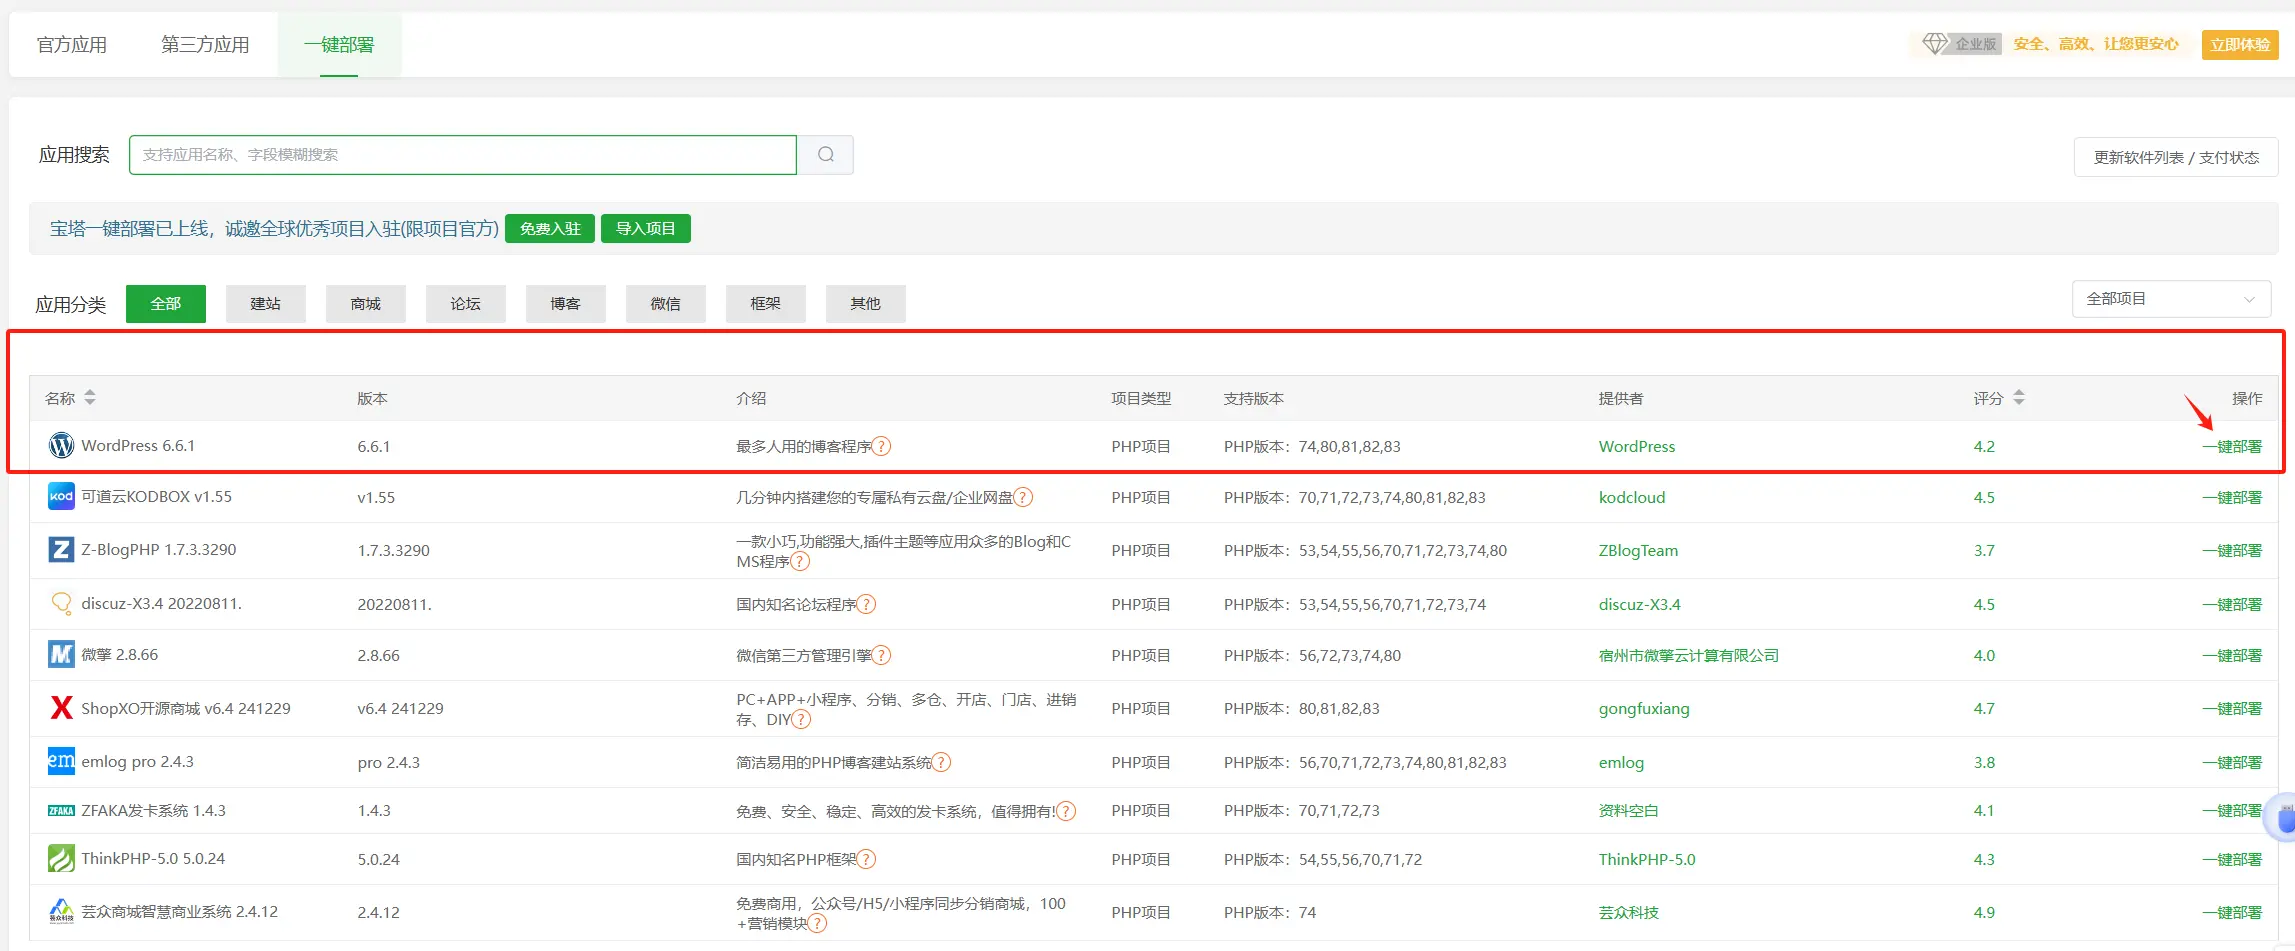 官方应用 第三方应用 一键部署 企业版 安全、高效、让您更安心 立即体验
应用搜索 支持应用名称、字段模糊搜索 更新软件列表 / 支付状态
宝塔一键部署已上线，诚邀全球优秀项目入驻(限项目官方) 免费入驻 导入项目
应用分类 全部 建站 商城 论坛 博客 微信 框架 其他 全部项目
名称 版本 介绍 项目类型 支持版本 提供者 评分 操作
WordPress 6.6.1 6.6.1 最多人用的博客程序? PHP项目 PHP版本：74,80,81,82,83 WordPress 4.2 一键部署
kod 可道云KODBOX v1.55 v1.55 几分钟内搭建您的专属私有云盘/企业网盘? PHP项目 PHP版本：70,71,72,73,74,80,81,82,83 kodcloud 4.5 一键部署
Z-BlogPHP 1.7.3.3290 1.7.3.3290 一款小巧,功能强大,插件主题等应用众多的Blog和C
MS程序? PHP项目 PHP版本：53,54,55,56,70,71,72,73,74,80 ZBlogTeam 3.7 一键部署
discuz-X3.4 20220811. 20220811. 国内知名论坛程序? PHP项目 PHP版本：53,54,55,56,70,71,72,73,74 discuz-X3.4 4.5 一键部署
微擎 2.8.66 2.8.66 微信第三方管理引擎? PHP项目 PHP版本：56,72,73,74,80 宿州市微擎云计算有限公司 4.0 一键部署
ShopXO开源商城 v6.4 241229 v6.4 241229 PC+APP+小程序、分销、多仓、开店、门店、进销
存、DIY? PHP项目 PHP版本：80,81,82,83 gongfuxiang 4.7 一键部署
em emlog pro 2.4.3 pro 2.4.3 简洁易用的PHP博客建站系统? PHP项目 PHP版本：56,70,71,72,73,74,80,81,82,83 emlog 3.8 一键部署
ZFAKA ZFAKA发卡系统 1.4.3 1.4.3 免费、安全、稳定、高效的发卡系统，值得拥有!? PHP项目 PHP版本：70,71,72,73 资料空白 4.1 一键部署
ThinkPHP-5.0 5.0.24 5.0.24 国内知名PHP框架? PHP项目 PHP版本：54,55,56,70,71,72 ThinkPHP-5.0 4.3 一键部署
芸众科技 芸众商城智慧商业系统 2.4.12 2.4.12 免费商用，公众号/H5/小程序同步分销商城，100
+营销模块? PHP项目 PHP版本：74 芸众科技 4.9 一键部署